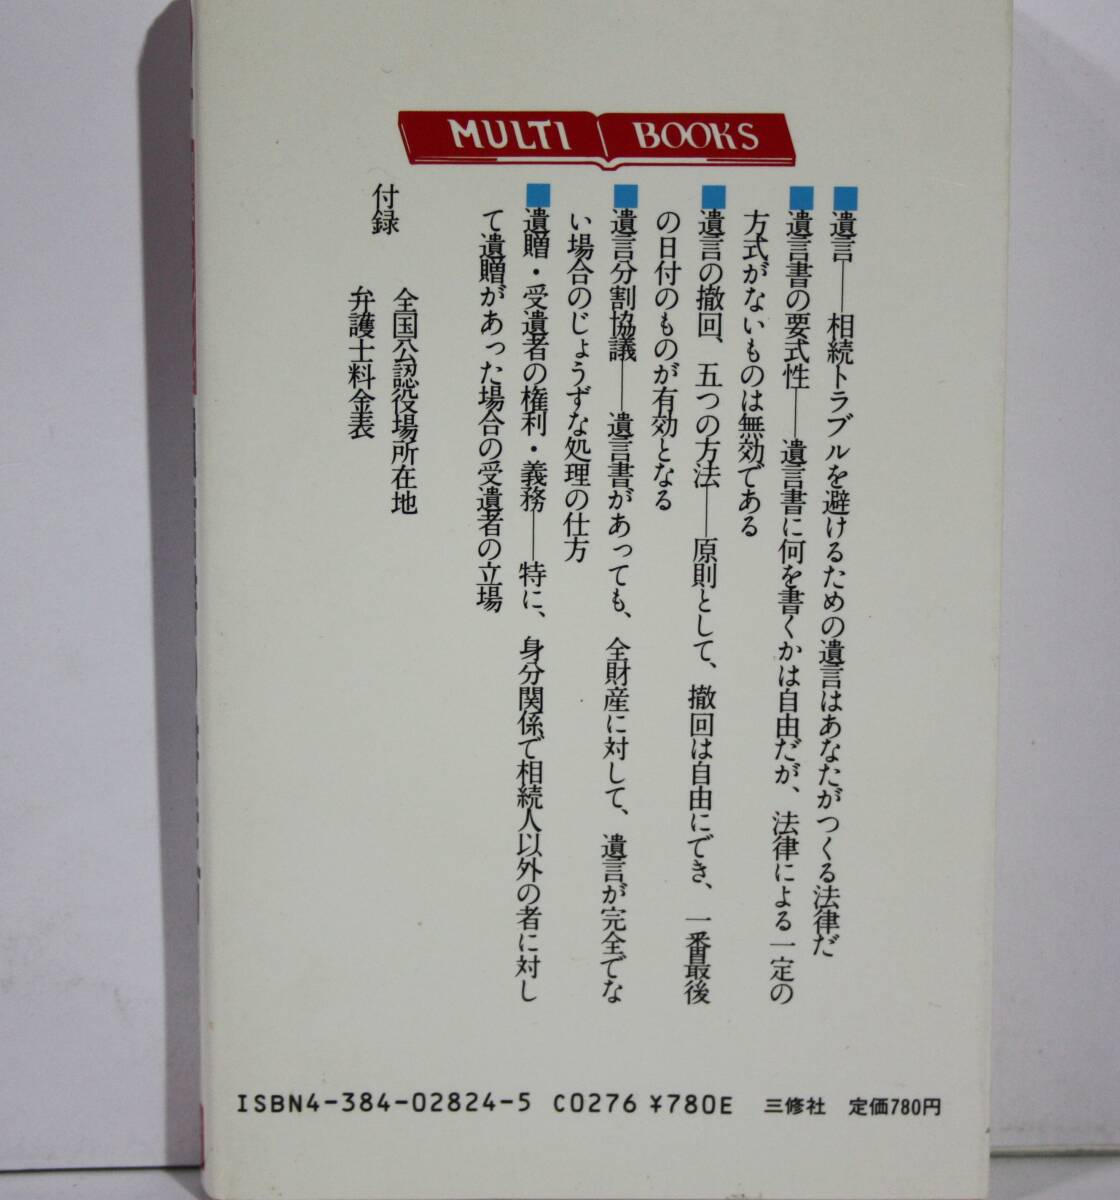 MULTI BOOKS
■遺言——相続トラブルを避けるための遺言はあなたがつくる法律だ
■遺言書の要式性——遺言書に何を書くかは自由だが、法律による一定の
方式がないものは無効である
■遺言の撤回、五つの方法——原則として、撤回は自由にでき、一番最後
の日付のものが有効となる
■遺言分割協議——遺言書があっても、全財産に対して、遺言が完全でな
い場合のじょうずな処理の仕方
■遺贈・受遺者の権利・義務——特に、身分関係で相続人以外の者に対し
て遺贈があった場合の受遺者の立場
付録 全国公認役場所在地
弁護士料金表
ISBN4-384-02824-5 C0276 ¥780E 三修社 定価780円